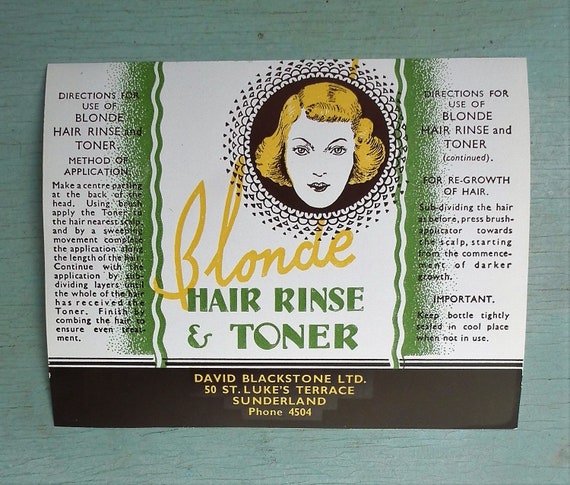 DIRECTIONS FOR
USE OF
BLONDE
HAIR RINSE and
TONER.
METHOD OF
APPLICATION.
Make a centre parting
at the back of the
head. Using brush
apply the Toner to
the hair nearest scalp,
and by a sweeping
movement complete
the application along
the length of the hair.
Continue with the
application by sub-
dividing layers until
the whole of the hair
has received the
Toner. Finish by
combing the hair to
ensure even treat-
ment.
Blonde
HAIR RINSE
& TONER
DIRECTIONS FOR
USE OF
BLONDE
HAIR RINSE and
TONER
(continued).
FOR RE-GROWTH
OF HAIR.
Sub-dividing the hair
as before, press brush-
applicator towards
the scalp, starting
from the commence-
ment of darker
growth.
IMPORTANT.
Keep bottle tightly
sealed in cool place
when not in use.
DAVID BLACKSTONE LTD.
50 ST. LUKE'S TERRACE
SUNDERLAND
Phone 4504